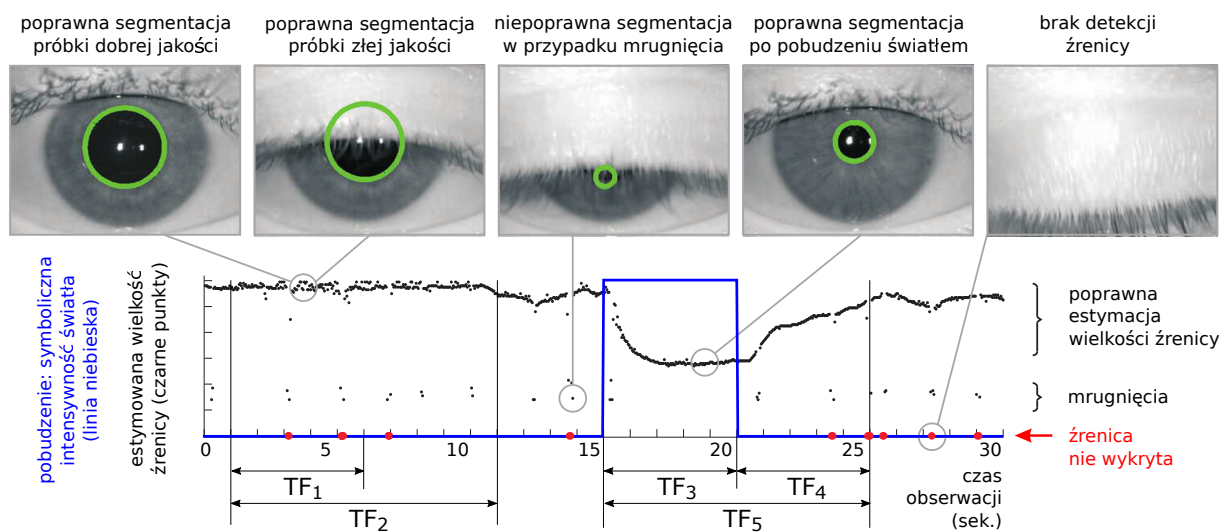 poprawna segmentacja
próbki dobrej jakości
poprawna segmentacja
próbki złej jakości
niepoprawna segmentacja
w przypadku mrugnięcia
poprawna segmentacja
po pobudzeniu światłem
brak detekcji
źrenicy
pobudzenie: symboliczna
intensywność światła
(linia niebieska)
estymowana wielkość
źrenicy (czarne punkty)
poprawna
estymacja
wielkości źrenicy
mrugnięcia
źrenica
nie wykryta
0 5 10 15 20 25 30
TF1
TF2
TF3
TF4
TF5
czas
obserwacji
(sek.)